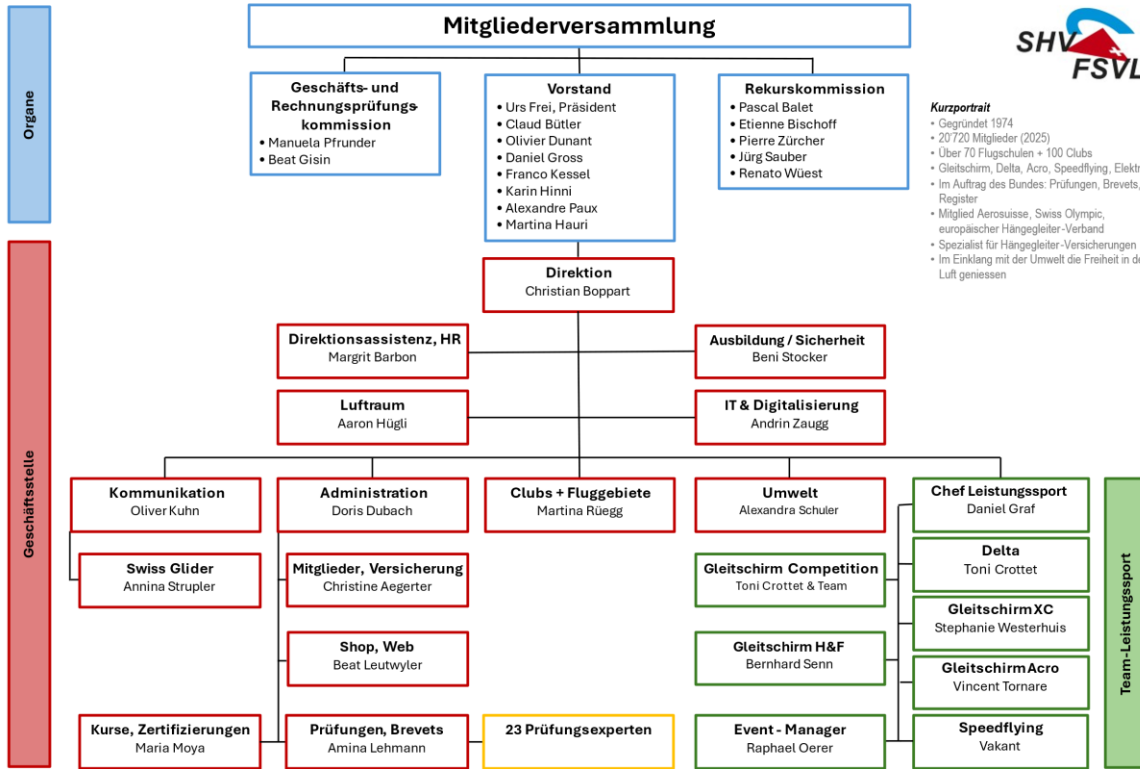 Mitgliederversammlung
SHV
FSVL
Organe
Geschäfts- und
Rechnungsprüfungs-
kommission
• Manuela Pfrunder
• Beat Gisin
Vorstand
• Urs Frei, Präsident
• Claud Bütler
• Olivier Dunant
• Daniel Gross
• Franco Kessel
• Karin Hinni
• Alexandre Paux
• Martina Hauri
Rekurskommission
• Pascal Balet
• Etienne Bischoff
• Pierre Zürcher
• Jürg Sauber
• Renato Wüest
Kurzportrait
• Gegründet 1974
• 20'720 Mitglieder (2025)
• Über 70 Flugschulen + 100 Clubs
• Gleitschirm, Delta, Acro, Speedflying, Elektr
• Im Auftrag des Bundes: Prüfungen, Brevets,
Register
• Mitglied Aerosuisse, Swiss Olympic,
europäischer Hängegleiter-Verband
• Spezialist für Hängegleiter-Versicherungen
• Im Einklang mit der Umwelt die Freiheit in de
Luft geniessen
Geschäftsstelle
Direktion
Christian Boppart
Direktionsassistenz, HR
Margrit Barbon
Ausbildung / Sicherheit
Beni Stocker
Luftraum
Aaron Hügli
IT & Digitalisierung
Andrin Zaugg
Kommunikation
Oliver Kuhn
Administration
Doris Dubach
Clubs + Fluggebiete
Martina Rüegg
Umwelt
Alexandra Schuler
Chef Leistungssport
Daniel Graf
Team-Leistungssport
Swiss Glider
Annina Strupler
Mitglieder, Versicherung
Christine Aegerter
Gleitschirm Competition
Toni Crottet & Team
Delta
Toni Crottet
Gleitschirm XC
Stephanie Westerhuis
Shop, Web
Beat Leutwyler
Gleitschirm H&F
Bernhard Senn
Gleitschirm Acro
Vincent Tornare
Kurse, Zertifizierungen
Maria Moya
Prüfungen, Brevets
Amina Lehmann
23 Prüfungsexperten
Event - Manager
Raphael Oerer
Speedflying
Vakant